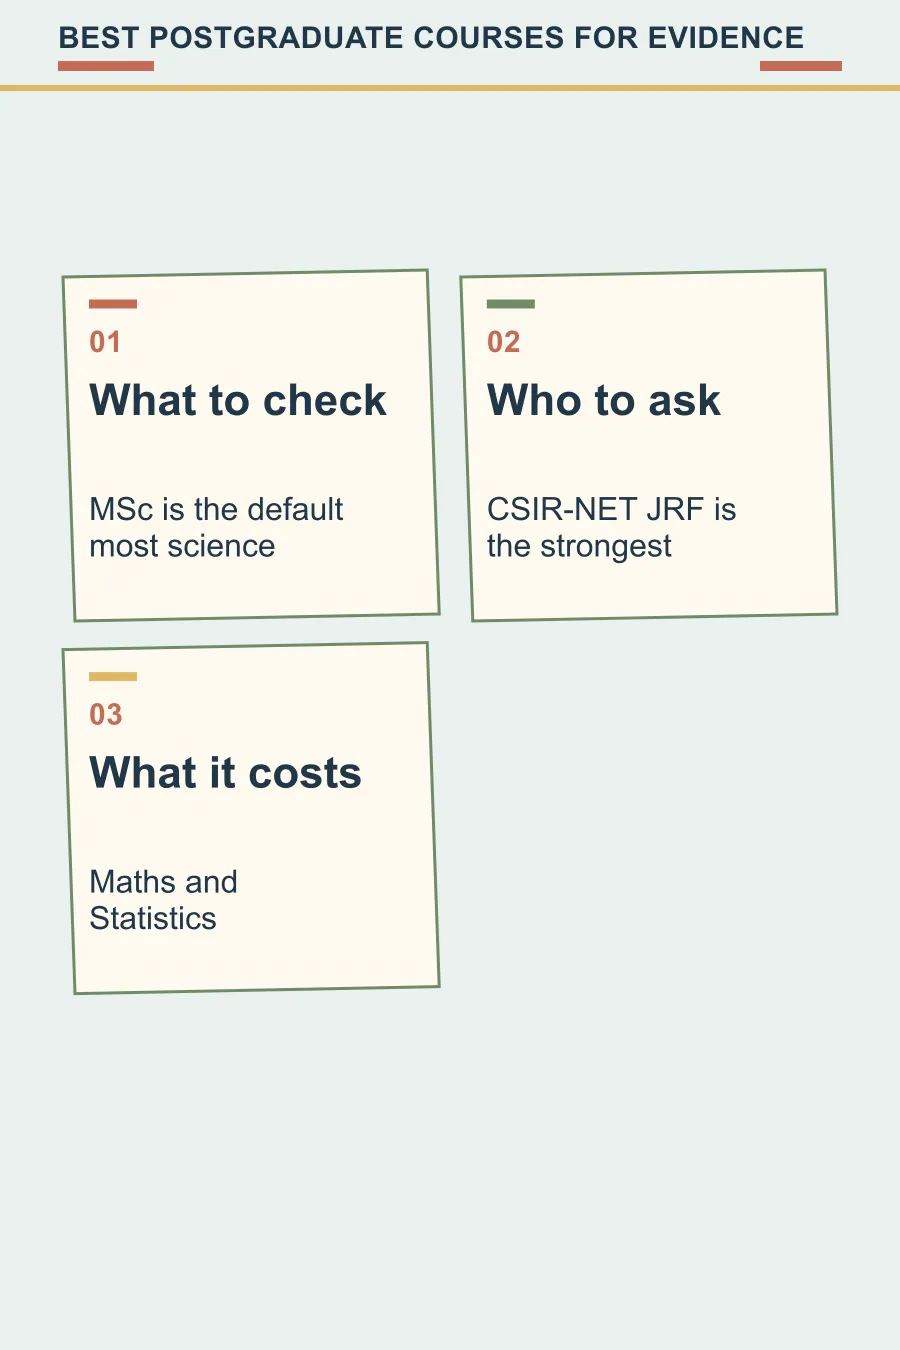 BEST POSTGRADUATE COURSES FOR EVIDENCE
01
What to check
MSc is the default
most science
02
Who to ask
CSIR-NET JRF is
the strongest
03
What it costs
Maths and
Statistics